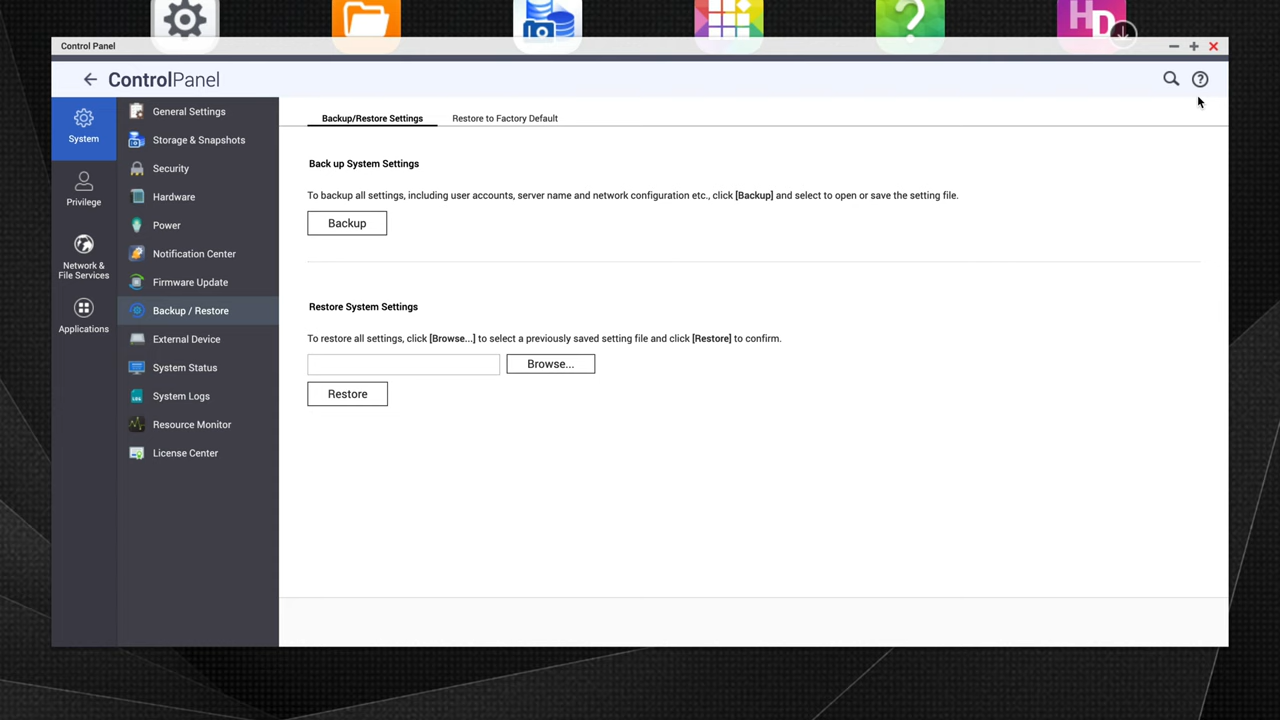 HD
Control Panel
ControlPanel
System
Privilege
Network &
File Services
Applications
General Settings
Storage & Snapshots
Security
Hardware
Power
Notification Center
Firmware Update
Backup / Restore
External Device
System Status
System Logs
Resource Monitor
License Center
Backup/Restore Settings
Restore to Factory Default
Back up System Settings
To backup all settings, including user accounts, server name and network configuration etc., click [Backup] and select to open or save the setting file.
Backup
Restore System Settings
To restore all settings, click [Browse...] to select a previously saved setting file and click [Restore] to confirm.
Browse...
Restore